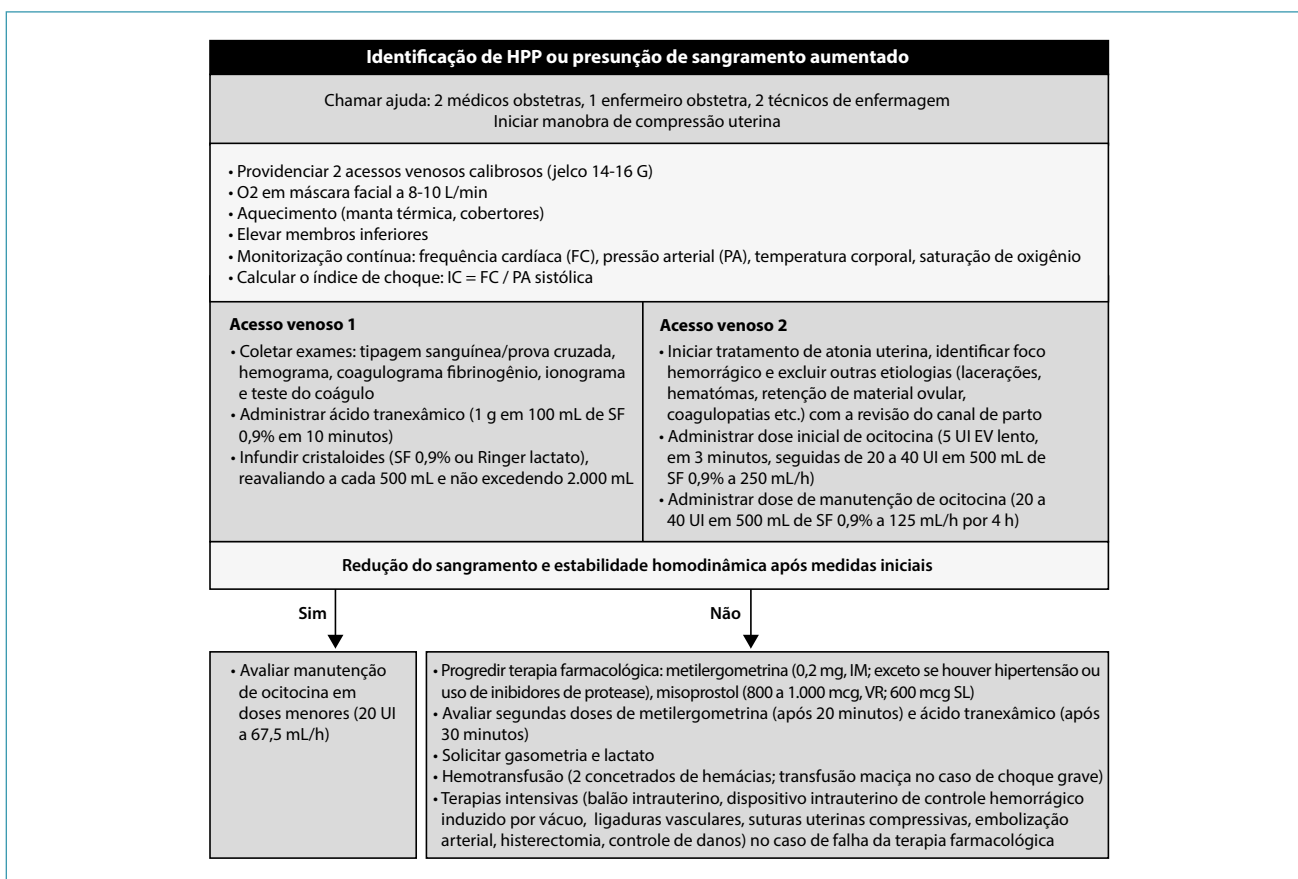 Identificação de HPP ou presunção de sangramento aumentado
Chamar ajuda: 2 médicos obstetras, 1 enfermeiro obstetra, 2 técnicos de enfermagem
Iniciar manobra de compressão uterina
• Providenciar 2 acessos venosos calibrosos (jelco 14-16 G)
• O2 em máscara facial a 8-10 L/min
• Aquecimento (manta térmica, cobertores)
• Elevar membros inferiores
• Monitorização contínua: frequência cardíaca (FC), pressão arterial (PA), temperatura corporal, saturação de oxigênio
• Calcular o índice de choque: IC = FC / PA sistólica
Acesso venoso 1
• Coletar exames: tipagem sanguínea/prova cruzada,
hemograma, coagulograma fibrinogênio, ionograma
e teste do coágulo
• Administrar ácido tranexâmico (1 g em 100 mL de SF
0,9% em 10 minutos)
• Infundir cristaloides (SF 0,9% ou Ringer lactato),
reavaliando a cada 500 mL e não excedendo 2.000 mL
Acesso venoso 2
• Iniciar tratamento de atonia uterina, identificar foco
hemorrágico e excluir outras etiologias (lacerações,
hematómas, retenção de material ovular,
coagulopatias etc.) com a revisão do canal de parto
• Administrar dose inicial de ocitocina (5 UI EV lento,
em 3 minutos, seguidas de 20 a 40 UI em 500 mL de
SF 0,9% a 250 mL/h)
• Administrar dose de manutenção de ocitocina (20 a
40 UI em 500 mL de SF 0,9% a 125 mL/h por 4 h)
Redução do sangramento e estabilidade homodinâmica após medidas iniciais
Sim
Não
• Avaliar manutenção
de ocitocina em
doses menores (20 UI
a 67,5 mL/h)
• Progredir terapia farmacológica: metilergometrina (0,2 mg, IM; exceto se houver hipertensão ou
uso de inibidores de protease), misoprostol (800 a 1.000 mcg, VR; 600 mcg SL)
• Avaliar segundas doses de metilergometrina (após 20 minutos) e ácido tranexâmico (após
30 minutos)
• Solicitar gasometria e lactato
• Hemotransfusão (2 concetrados de hemácias; transfusão maciça no caso de choque grave)
• Terapias intensivas (balão intrauterino, dispositivo intrauterino de controle hemorrágico
induzido por vácuo, ligaduras vasculares, suturas uterinas compressivas, embolização
arterial, histerectomia, controle de danos) no caso de falha da terapia farmacológica